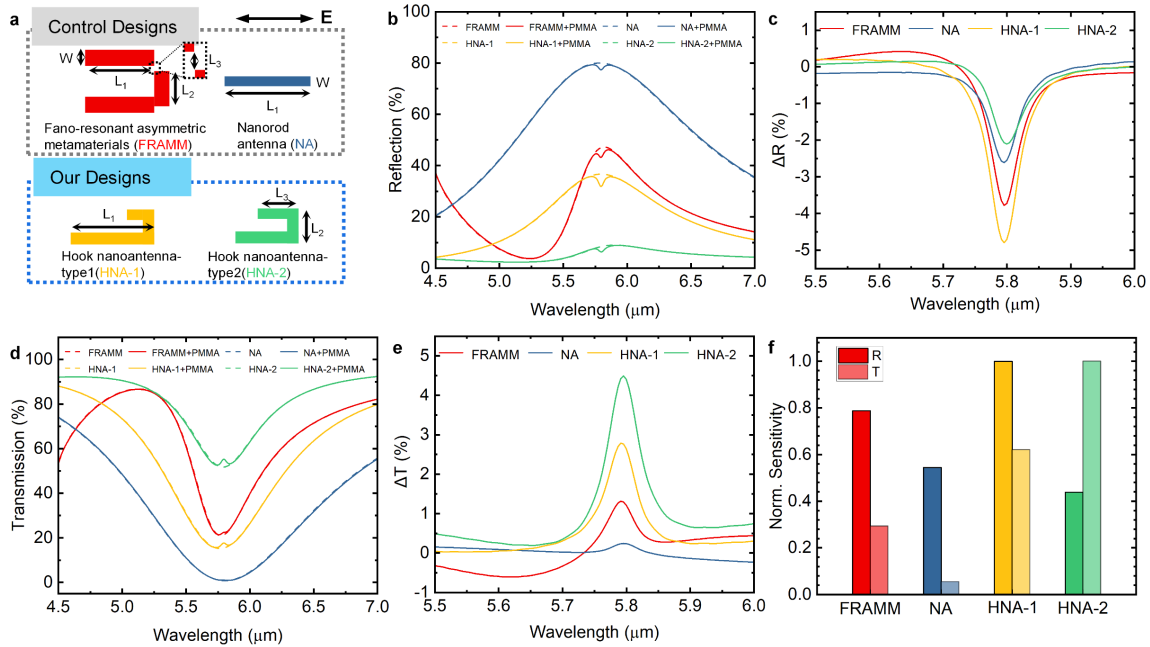 a
E
Control Designs
W
L1
L3
L2
W
L1
Fano-resonant asymmetric
metamaterials (FRAMM)
Nanorod
antenna (NA)
Our Designs
L1
L3
L2
Hook nanoantenna-
type1(HNA-1)
Hook nanoantenna-
type2(HNA-2)
b
FRAMM FRAMM+PMMA NA NA+PMMA
HNA-1 HNA-1+PMMA HNA-2 HNA-2+PMMA
Reflection (%)
100
80
60
40
20
0
4.5 5.0 5.5 6.0 6.5 7.0
Wavelength (μm)
c
FRAMM NA HNA-1 HNA-2
ΔR (%)
1
0
-1
-2
-3
-4
-5
5.5 5.6 5.7 5.8 5.9 6.0
Wavelength (μm)
d
FRAMM FRAMM+PMMA NA NA+PMMA
HNA-1 HNA-1+PMMA HNA-2 HNA-2+PMMA
Transmission (%)
100
80
60
40
20
0
4.5 5.0 5.5 6.0 6.5 7.0
Wavelength (μm)
e
FRAMM NA HNA-1 HNA-2
ΔT (%)
5
4
3
2
1
0
-1
5.5 5.6 5.7 5.8 5.9 6.0
Wavelength (μm)
f
R
T
Norm. Sensitivity
1.0
0.8
0.6
0.4
0.2
0.0
FRAMM NA HNA-1 HNA-2